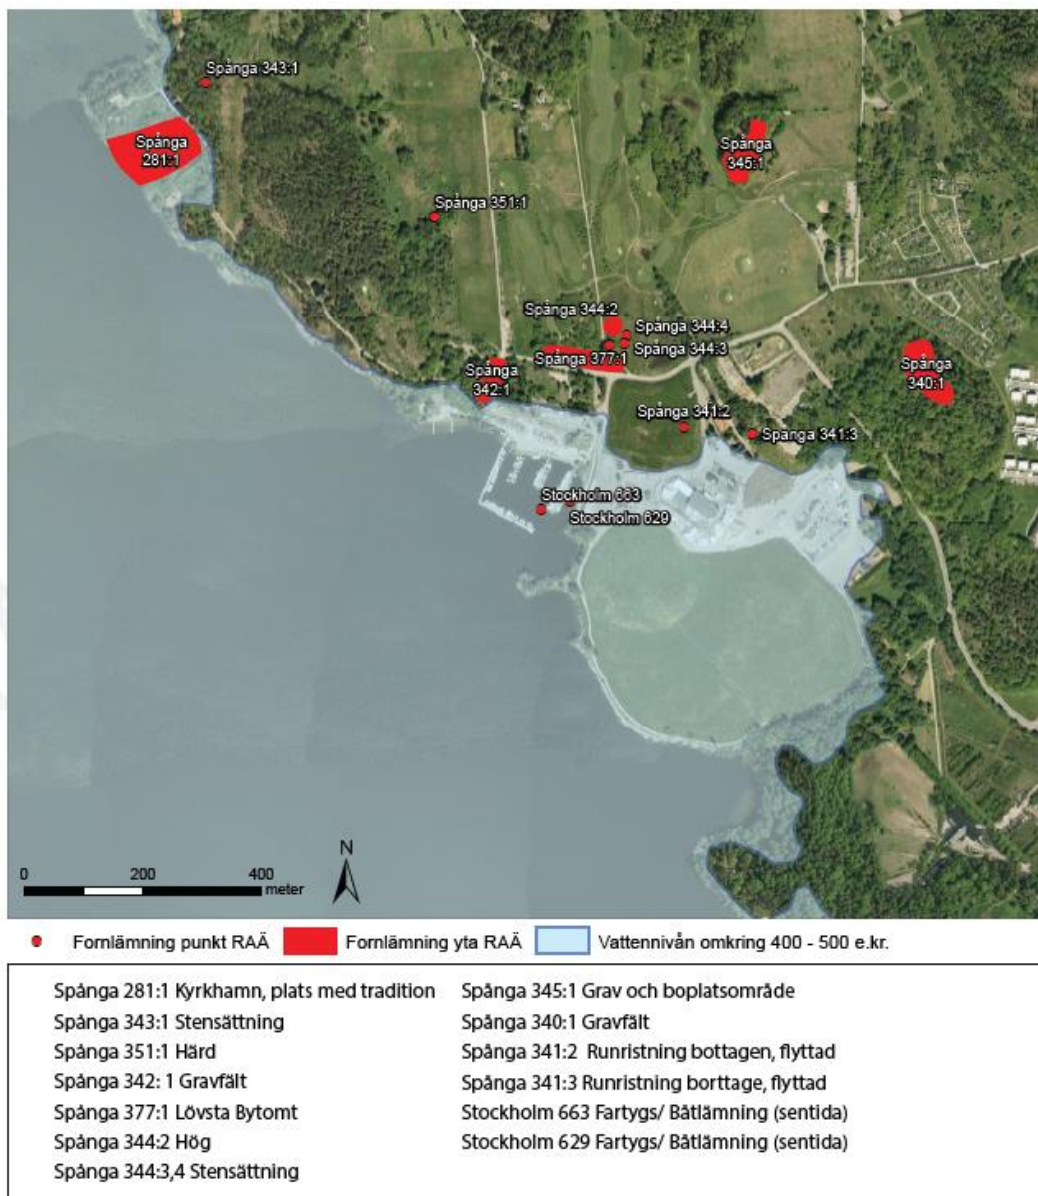 Spånga 343:1
Spånga
281:1
Spånga
345:1
Spånga 351:1
Spånga 344:2
Spånga 344:4
Spånga 344:3
Spånga 377:1
Spånga
342:1
Spånga
340:1
Spånga 341:2
Spånga 341:3
Stockholm 663
Stockholm 629
N
0 200 400
meter
Fornlämning punkt RAÄ Fornlämning yta RAÄ Vattennivån omkring 400 - 500 e.kr.
Spånga 281:1 Kyrkhamn, plats med tradition
Spånga 343:1 Stensättning
Spånga 351:1 Härd
Spånga 342: 1 Gravfält
Spånga 377:1 Lövsta Bytomt
Spånga 344:2 Hög
Spånga 344:3,4 Stensättning
Spånga 345:1 Grav och boplatsområde
Spånga 340:1 Gravfält
Spånga 341:2 Runristning bottagen, flyttad
Spånga 341:3 Runristning borttage, flyttad
Stockholm 663 Fartygs/ Båtlämning (sentida)
Stockholm 629 Fartygs/ Båtlämning (sentida)